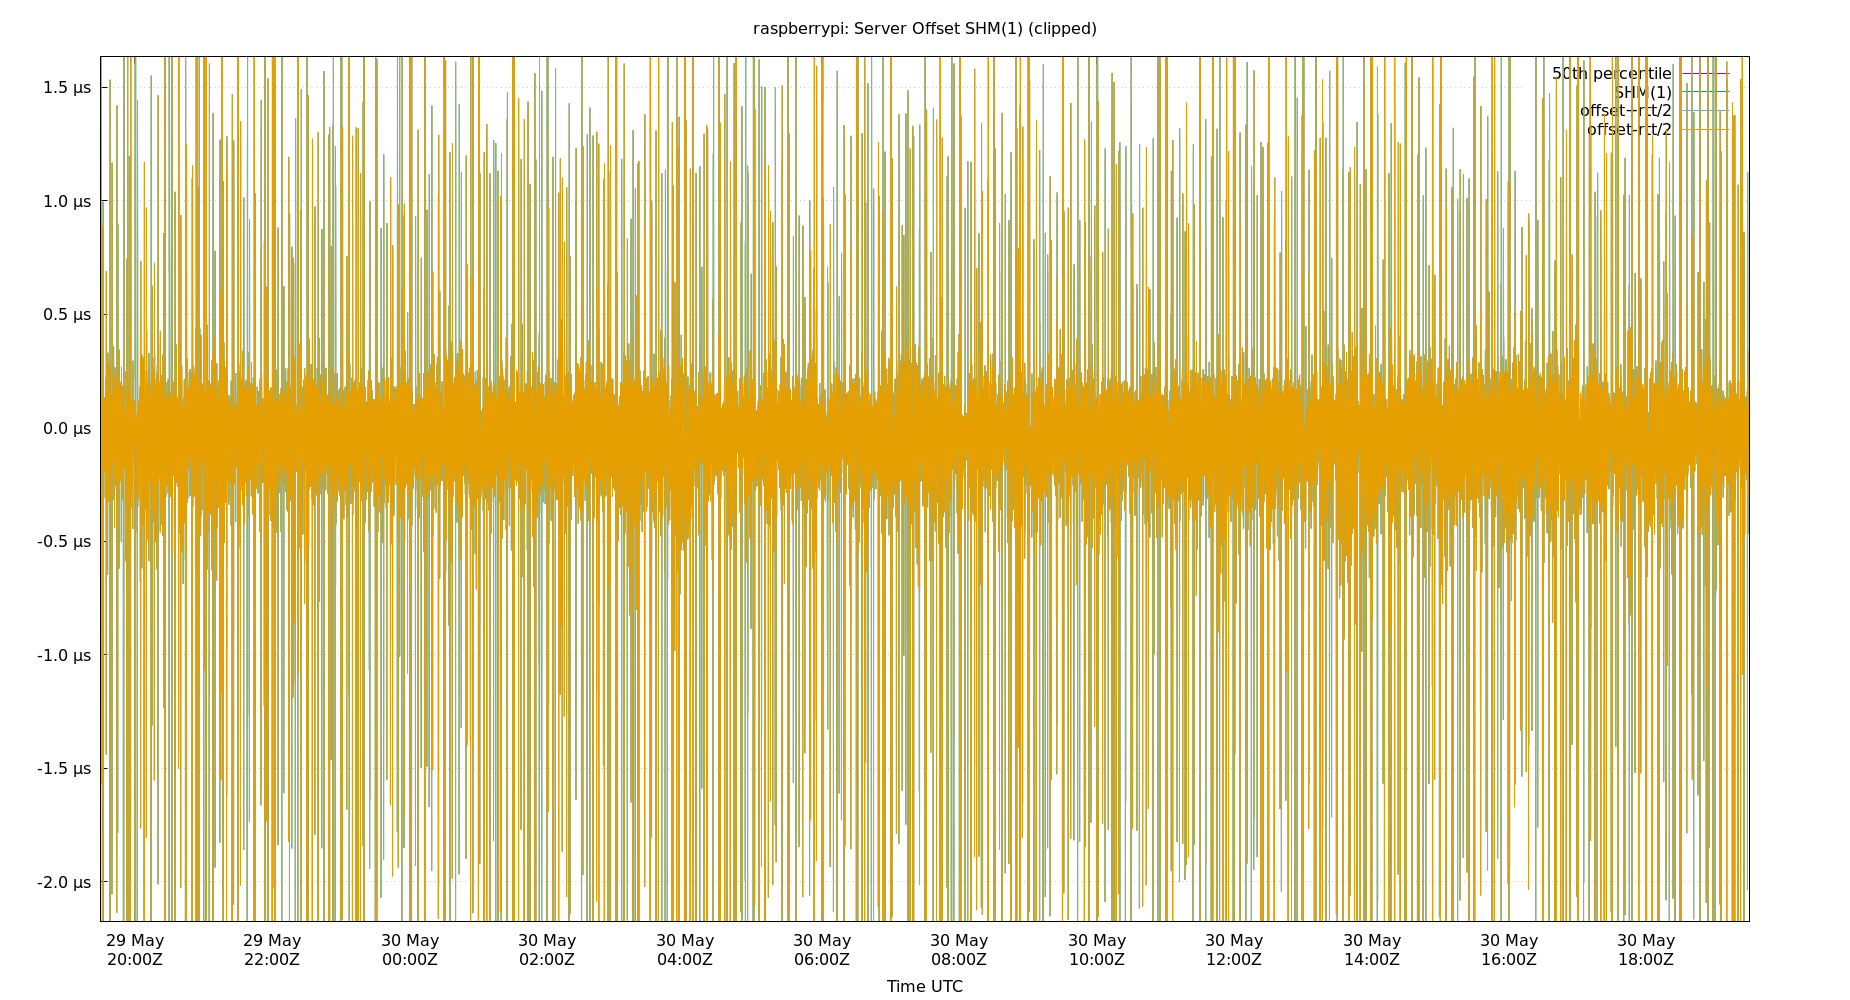 raspberrypi: Server Offset SHM(1) (clipped)
50th percentile
SHM(1)
offset-rtt/2
offset-rtt/2
1.5 µs
1.0 µs
0.5 µs
0.0 µs
-0.5 µs
-1.0 µs
-1.5 µs
-2.0 µs
29 May 29 May 30 May 30 May 30 May 30 May 30 May 30 May 30 May 30 May 30 May 30 May
20:00Z 22:00Z 00:00Z 02:00Z 04:00Z 06:00Z 08:00Z 10:00Z 12:00Z 14:00Z 16:00Z 18:00Z
Time UTC